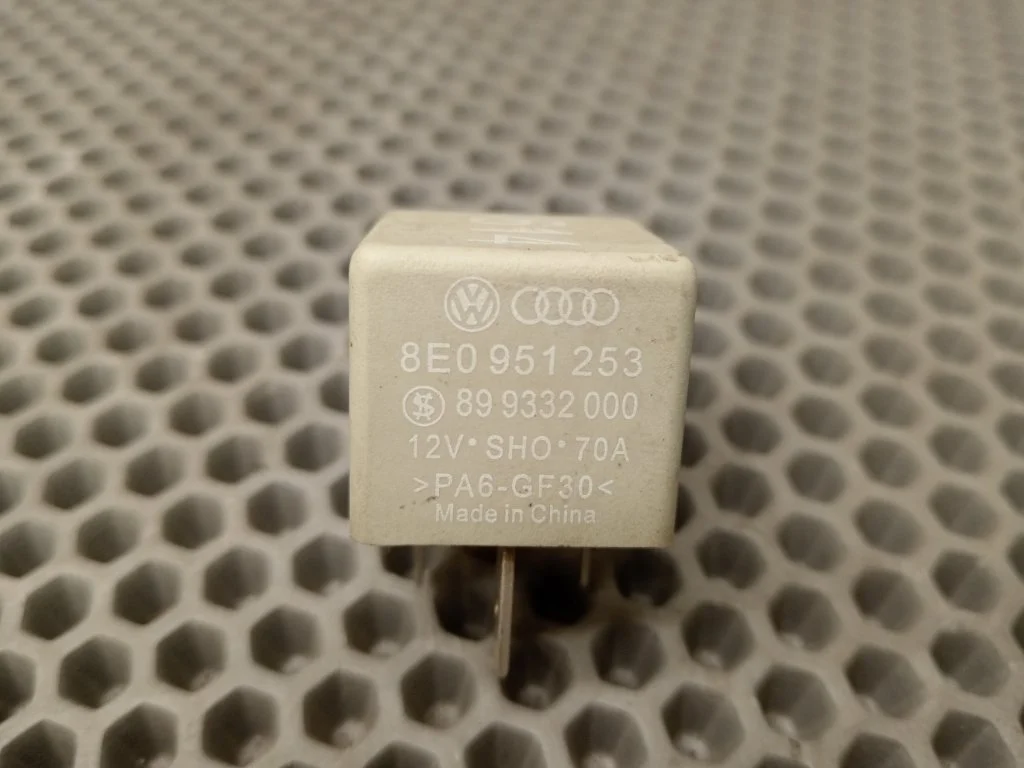 8E0 951 253
89 9332 000
12V • SHO • 70A
>PA6-GF30<
Made in China